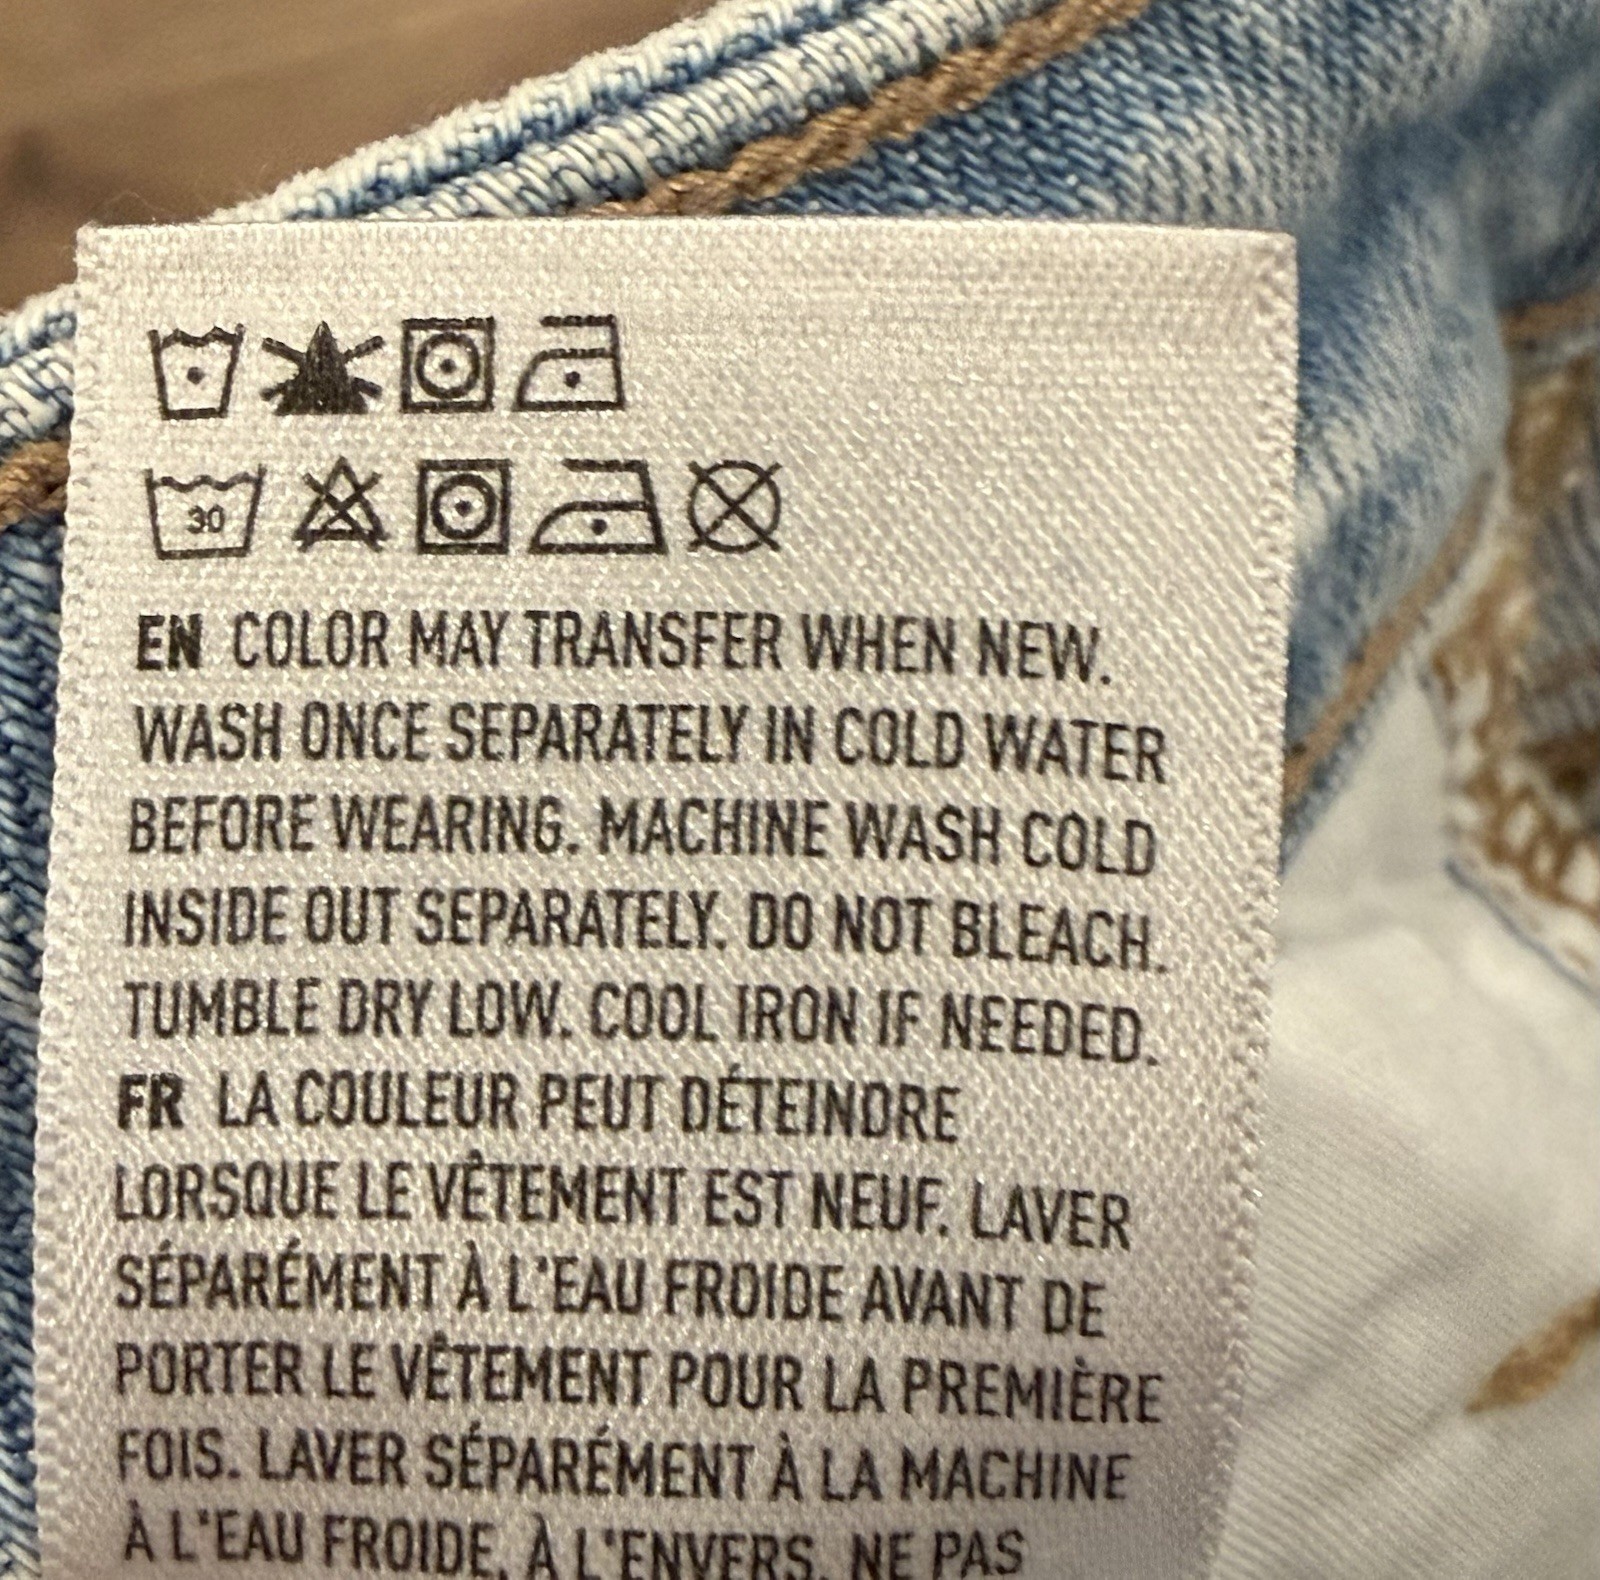 30
EN COLOR MAY TRANSFER WHEN NEW.
WASH ONCE SEPARATELY IN COLD WATER
BEFORE WEARING. MACHINE WASH COLD
INSIDE OUT SEPARATELY. DO NOT BLEACH.
TUMBLE DRY LOW. COOL IRON IF NEEDED.
FR LA COULEUR PEUT DÉTEINDRE
LORSQUE LE VÊTEMENT EST NEUF. LAVER
SÉPARÉMENT À L'EAU FROIDE AVANT DE
PORTER LE VÊTEMENT POUR LA PREMIÈRE
FOIS. LAVER SÉPARÉMENT À LA MACHINE
À L'EAU FROIDE, À L'ENVERS. NE PAS